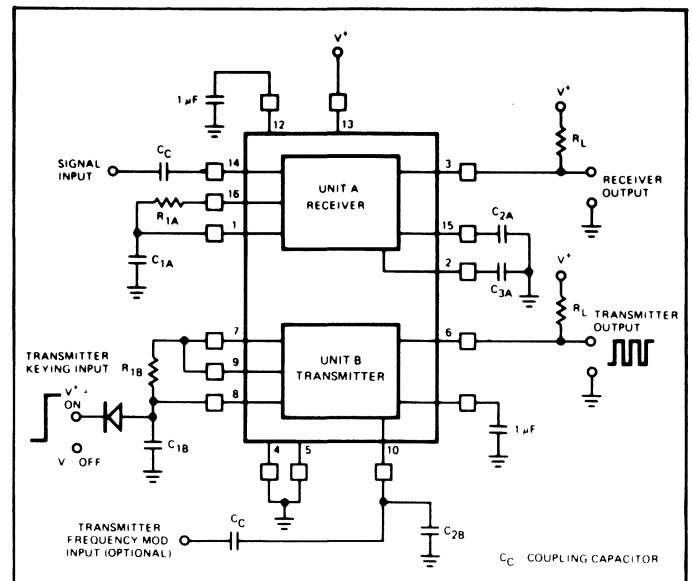 V+
1 µF
12
13
V+
RL
SIGNAL
INPUT
CC
14
3
RECEIVER
OUTPUT
UNIT A
RECEIVER
16
R1A
1
15
C2A
C1A
2
C3A
V+
RL
TRANSMITTER
OUTPUT
7
6
TRANSMITTER
KEYING INPUT
R1B
9
UNIT B
TRANSMITTER
V+
ON
8
C1B
1 µF
V- OFF
4
5
10
TRANSMITTER
FREQUENCY MOD
INPUT (OPTIONAL)
CC
C2B
CC COUPLING CAPACITOR